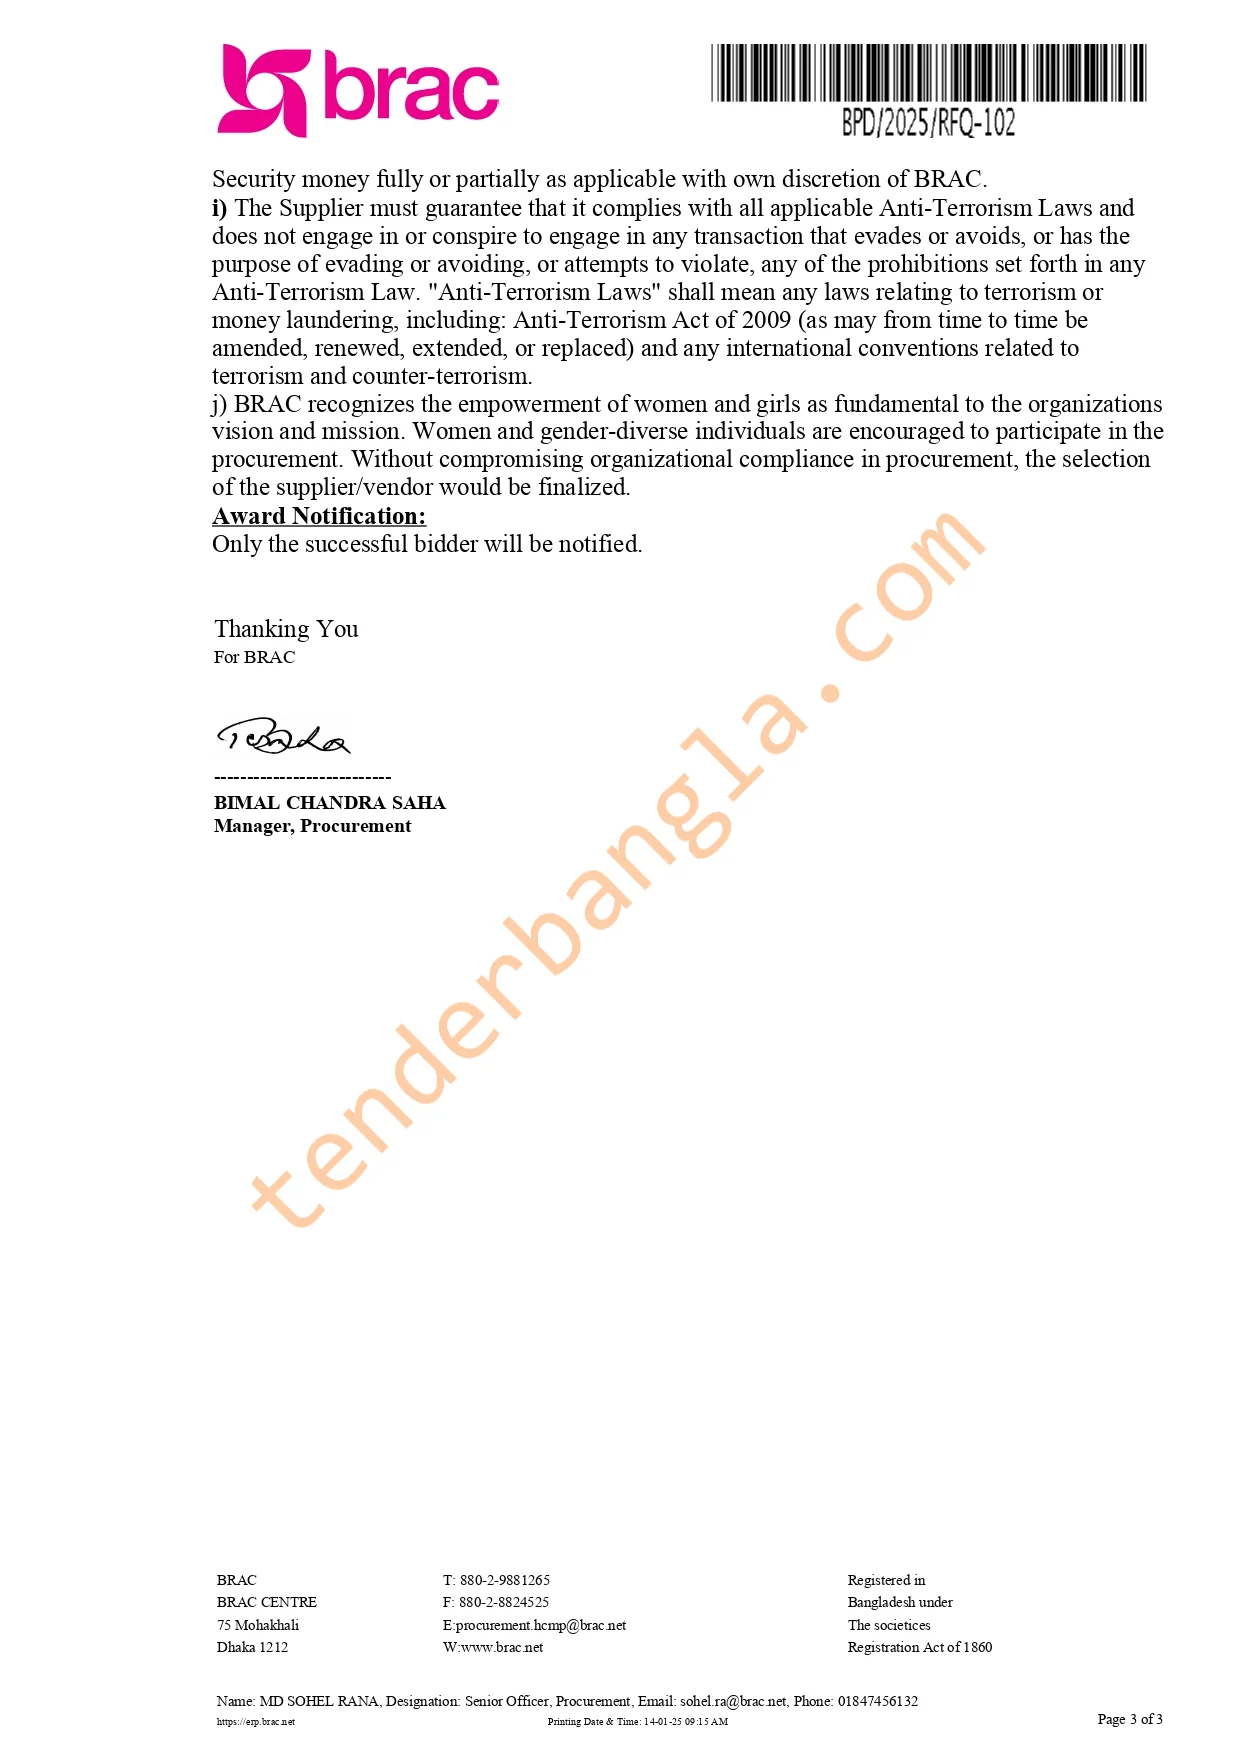 brac
BPD/2025/RFQ-102
Security money fully or partially as applicable with own discretion of BRAC.
i) The Supplier must guarantee that it complies with all applicable Anti-Terrorism Laws and
does not engage in or conspire to engage in any transaction that evades or avoids, or has the
purpose of evading or avoiding, or attempts to violate, any of the prohibitions set forth in any
Anti-Terrorism Law. "Anti-Terrorism Laws" shall mean any laws relating to terrorism or
money laundering, including: Anti-Terrorism Act of 2009 (as may from time to time be
amended, renewed, extended, or replaced) and any international conventions related to
terrorism and counter-terrorism.
j) BRAC recognizes the empowerment of women and girls as fundamental to the organizations
vision and mission. Women and gender-diverse individuals are encouraged to participate in the
procurement. Without compromising organizational compliance in procurement, the selection
of the supplier/vendor would be finalized.
Award Notification:
Only the successful bidder will be notified.
Thanking You
For BRAC
---------------------------
BIMAL CHANDRA SAHA
Manager, Procurement
tenderbangla.com
BRAC T: 880-2-9881265 Registered in
BRAC CENTRE F: 880-2-8824525 Bangladesh under
75 Mohakhali E:procurement.hcmp@brac.net The societices
Dhaka 1212 W:www.brac.net Registration Act of 1860
Name: MD SOHEL RANA, Designation: Senior Officer, Procurement, Email: sohel.ra@brac.net, Phone: 01847456132
https://erp.brac.net Printing Date & Time: 14-01-25 09:15 AM Page 3 of 3